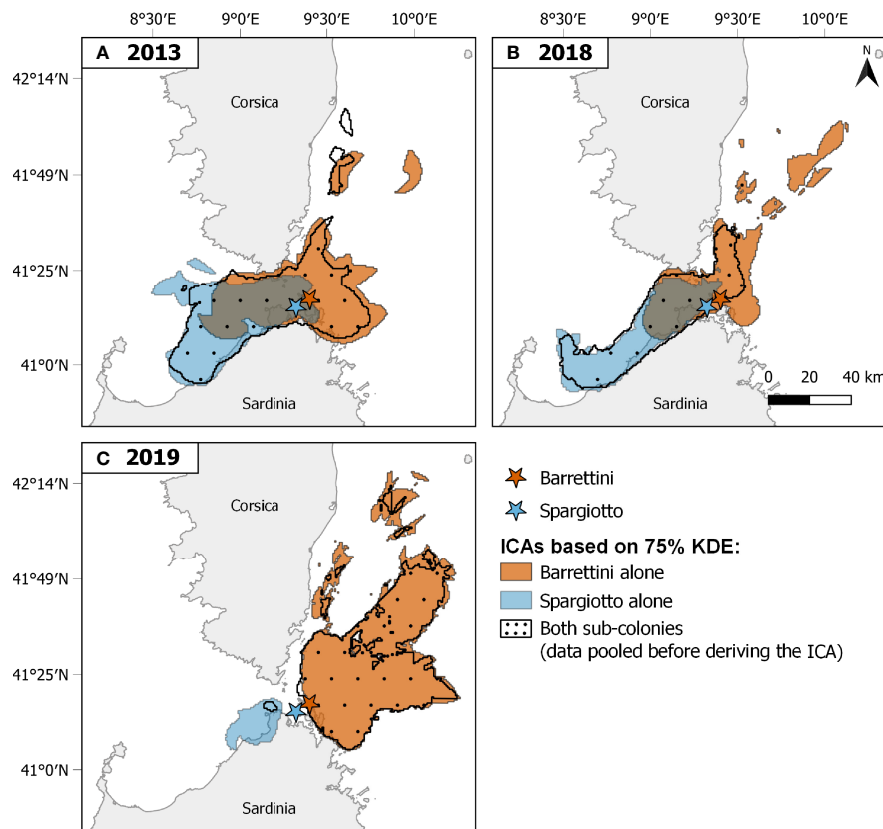 8°30′E 9°0′E 9°30′E 10°0′E 8°30′E 9°0′E 9°30′E 10°0′E
A 2013
B 2018
N
42°14′N
Corsica
Corsica
41°49′N
41°25′N
41°0′N
0 20 40 km
Sardinia
Sardinia
C 2019
42°14′N
Corsica
41°49′N
41°25′N
41°0′N
Sardinia
Barrettini
Spargiotto
ICAs based on 75% KDE:
Barrettini alone
Spargiotto alone
Both sub-colonies
(data pooled before deriving the ICA)